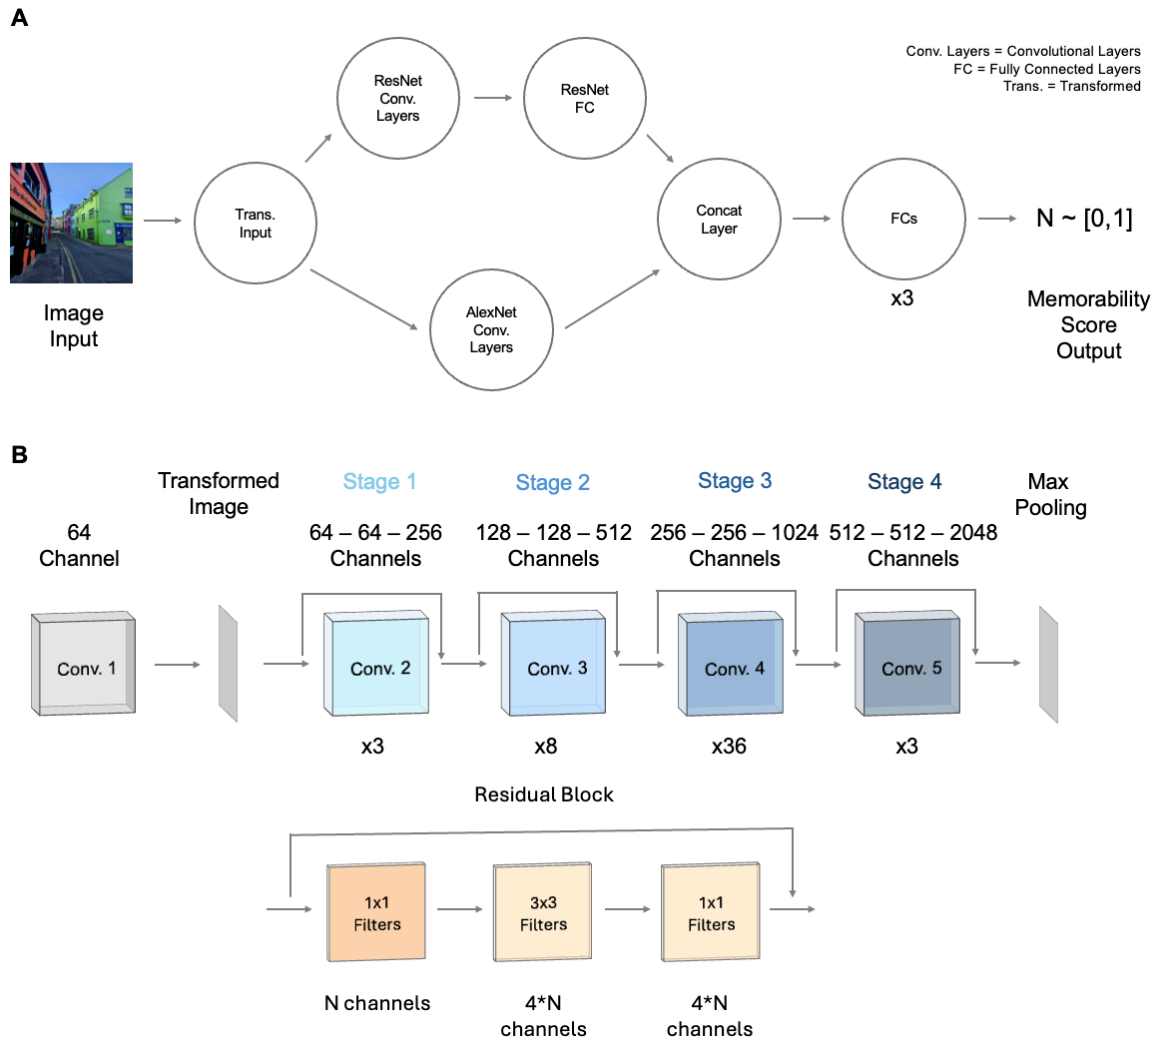 A
Conv. Layers = Convolutional Layers
FC = Fully Connected Layers
Trans. = Transformed
ResNet
Conv.
Layers
ResNet
FC
Trans.
Input
Concat
Layer
FCs
N ~ [0,1]
x3
AlexNet
Conv.
Layers
Image
Input
Memorability
Score
Output
B
Transformed
Image
Stage 1
Stage 2
Stage 3
Stage 4
Max
Pooling
64
Channel
64 – 64 – 256
Channels
128 – 128 – 512
Channels
256 – 256 – 1024
Channels
512 – 512 – 2048
Channels
Conv. 1
Conv. 2
Conv. 3
Conv. 4
Conv. 5
x3
x8
x36
x3
Residual Block
1x1
Filters
3x3
Filters
1x1
Filters
N channels
4*N
channels
4*N
channels